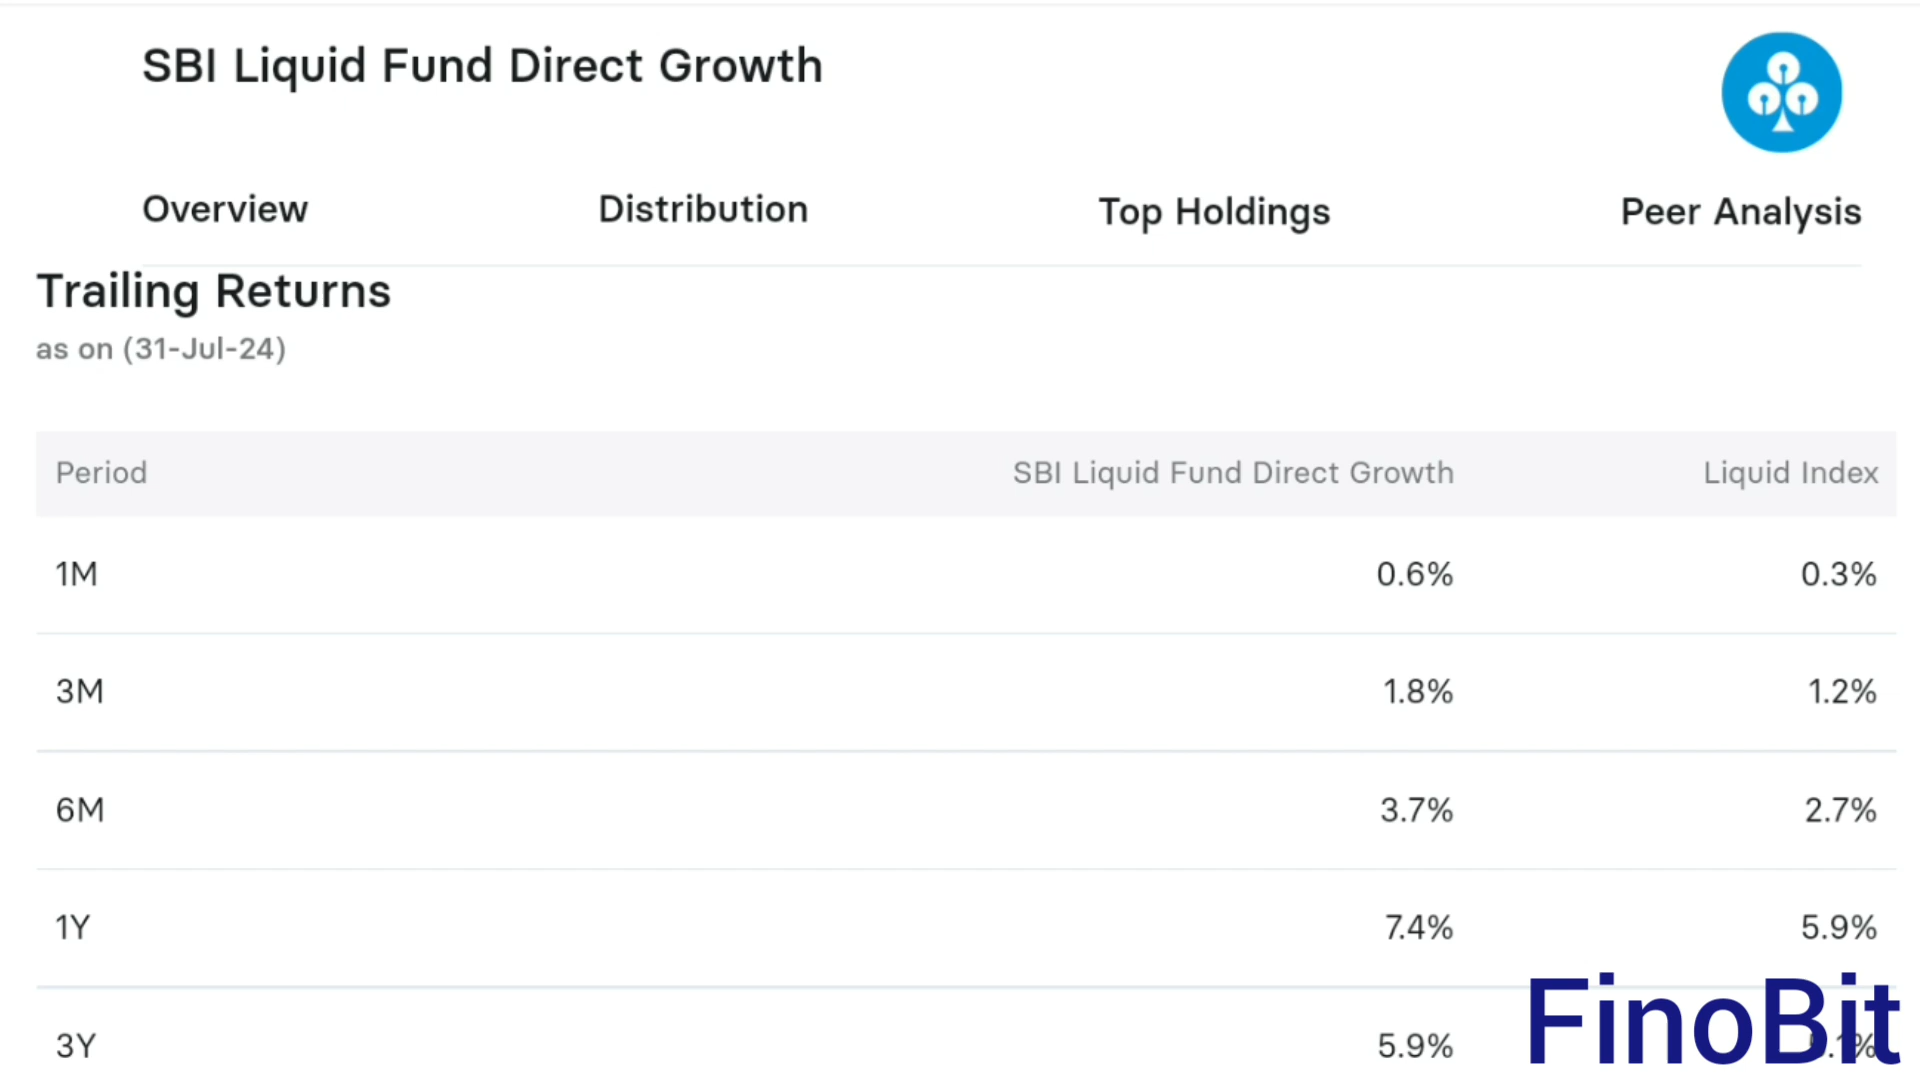 SBI Liquid Fund Direct Growth
Overview Distribution Top Holdings Peer Analysis
Trailing Returns
as on (31-Jul-24)
Period SBI Liquid Fund Direct Growth Liquid Index
1M 0.6% 0.3%
3M 1.8% 1.2%
6M 3.7% 2.7%
1Y 7.4% 5.9%
3Y 5.9%
FinoBit